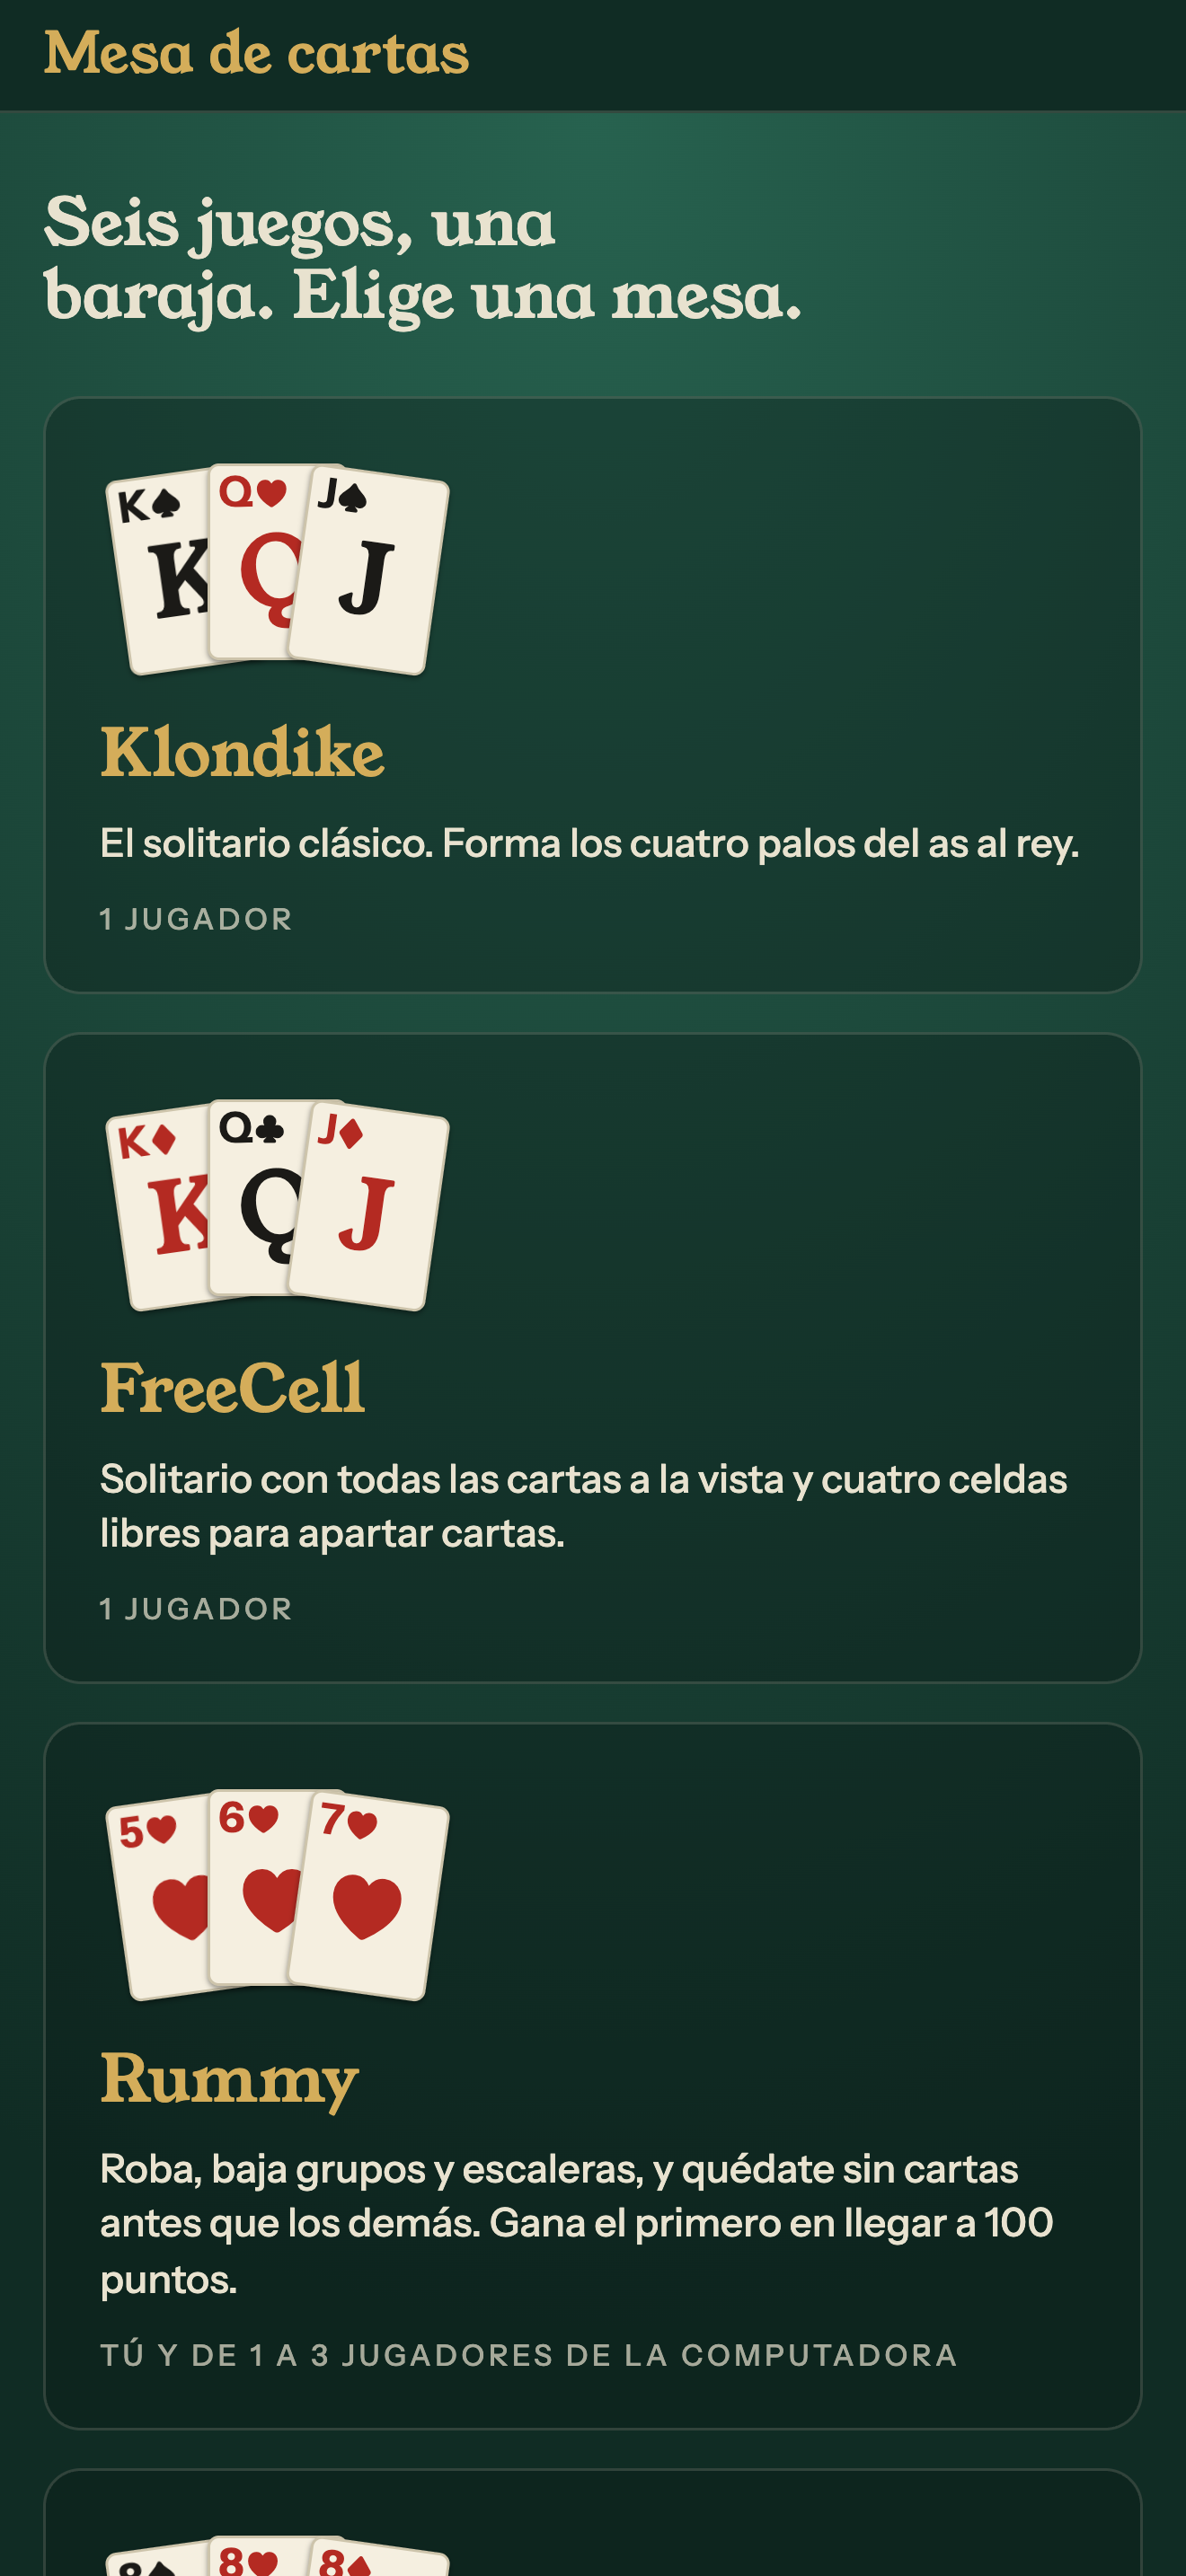 Mesa de cartas
Seis juegos, una
baraja. Elige una mesa.
K♠ Q♥ J♠
K Q J
Klondike
El solitario clásico. Forma los cuatro palos del as al rey.
1 JUGADOR
K♦ Q♣ J♦
K Q J
FreeCell
Solitario con todas las cartas a la vista y cuatro celdas
libres para apartar cartas.
1 JUGADOR
5♥ 6♥ 7♥
Rummy
Roba, baja grupos y escaleras, y quédate sin cartas
antes que los demás. Gana el primero en llegar a 100
puntos.
TÚ Y DE 1 A 3 JUGADORES DE LA COMPUTADORA
8♠ 8♥ 8♦